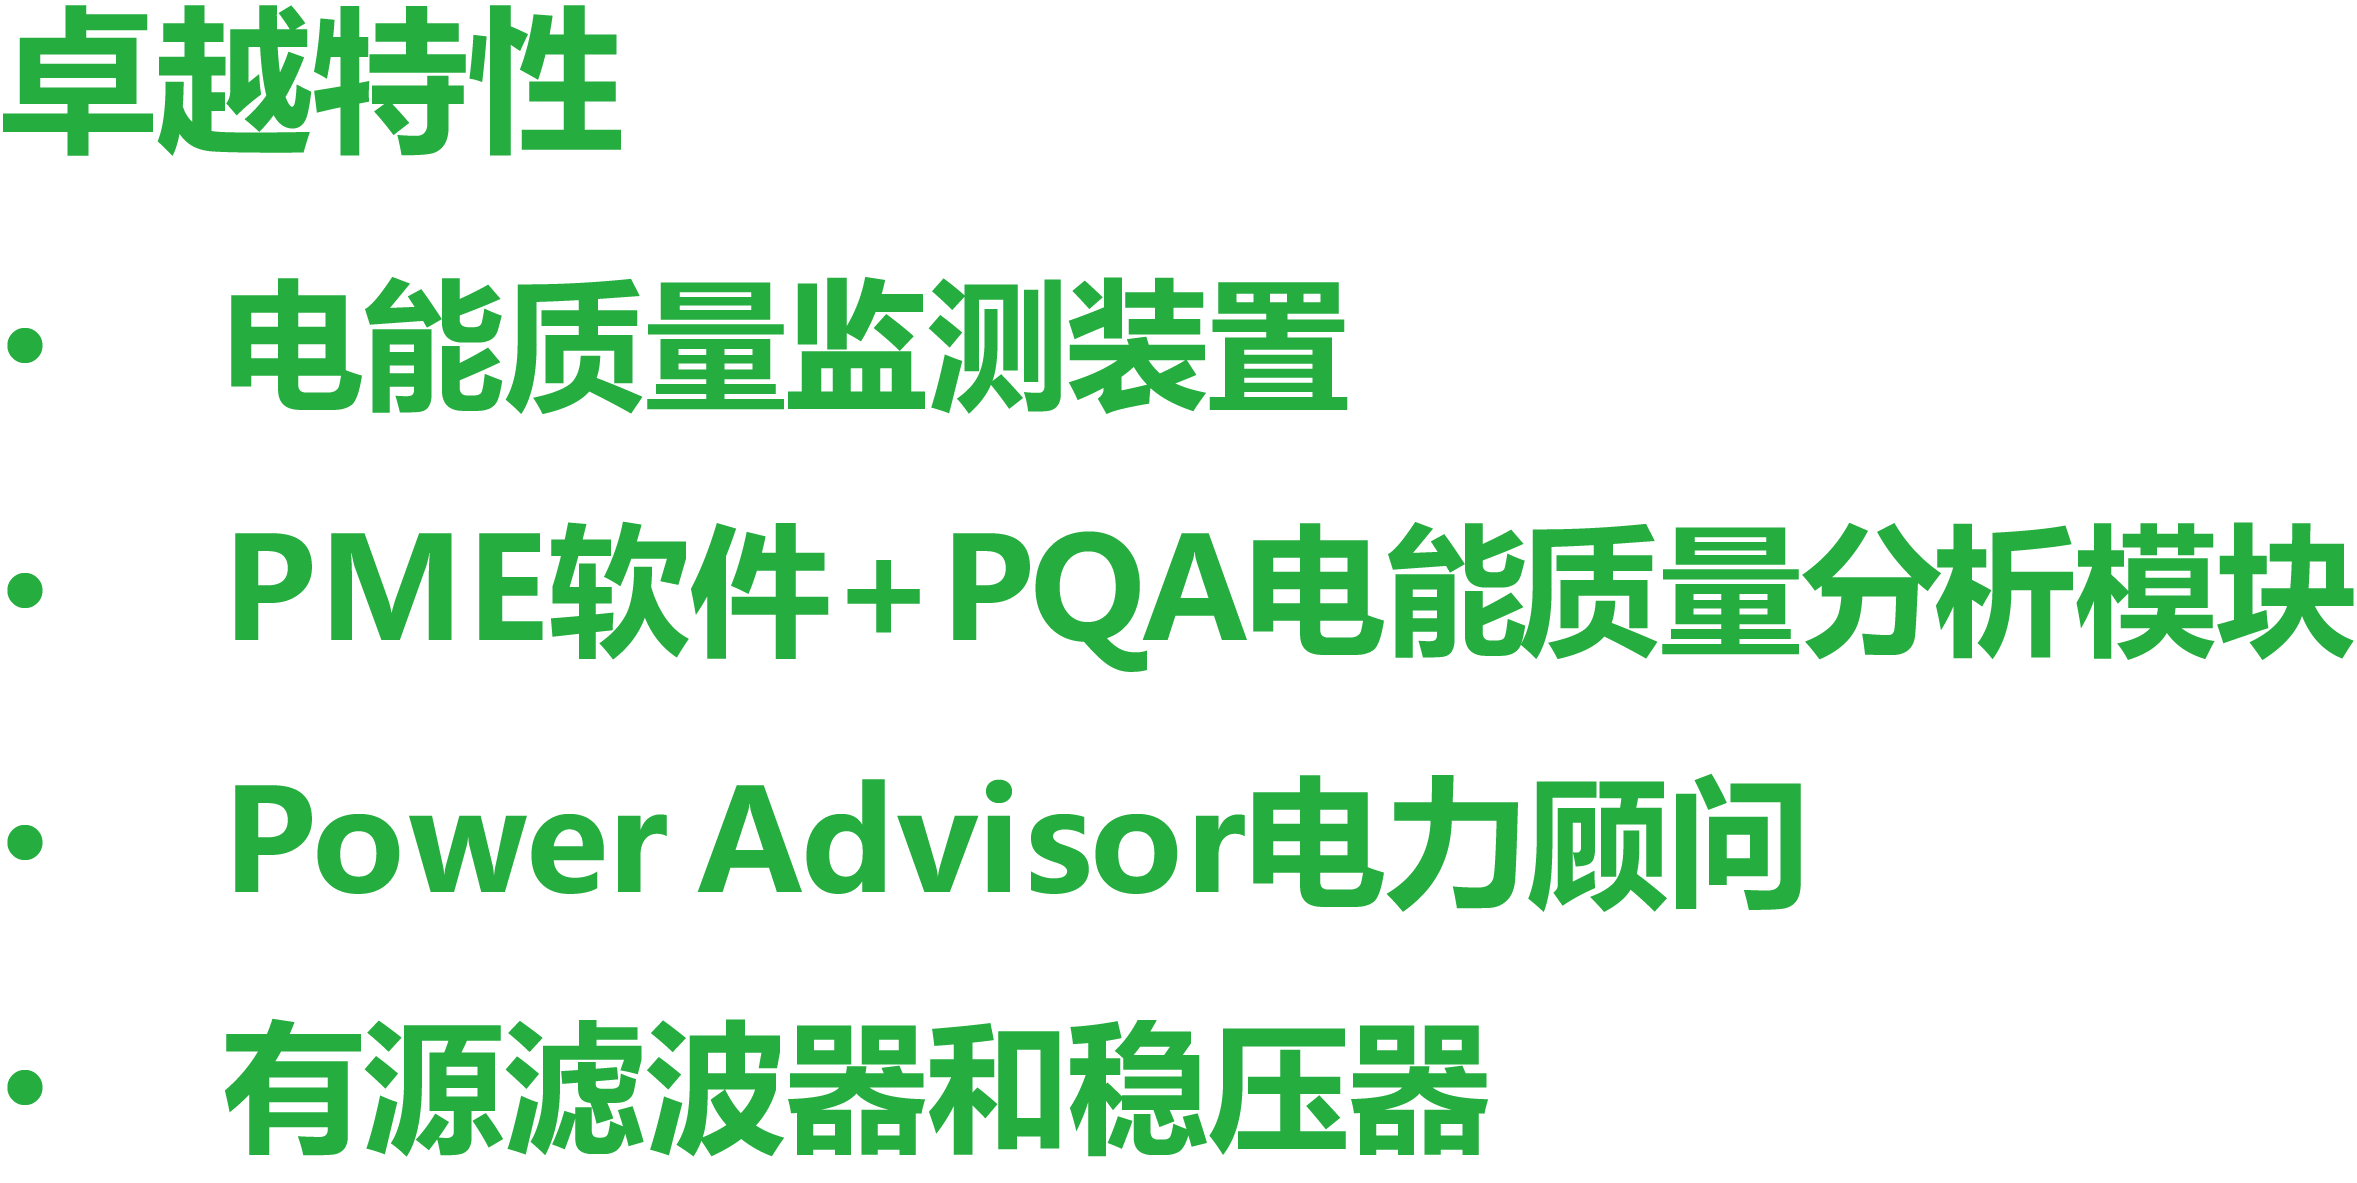 卓越特性
• 电能质量监测装置
• PME软件+PQA电能质量分析模块
• Power Advisor电力顾问
• 有源滤波器和稳压器